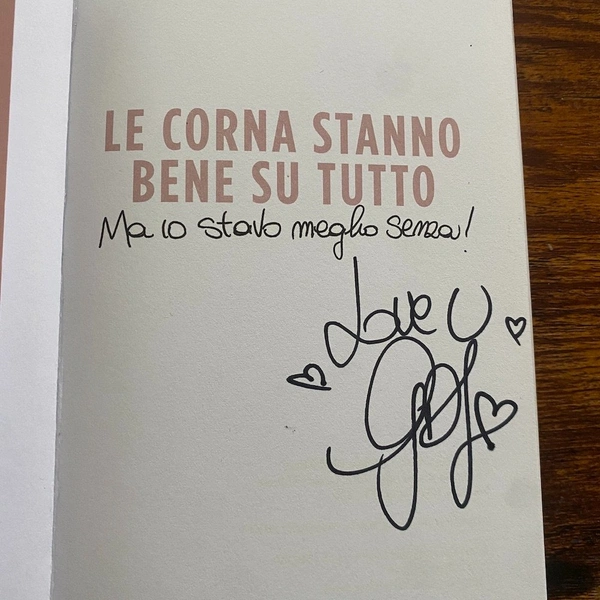 LE CORNA STANNO
BENE SU TUTTO
Ma io stavo meglio senza!
Love U